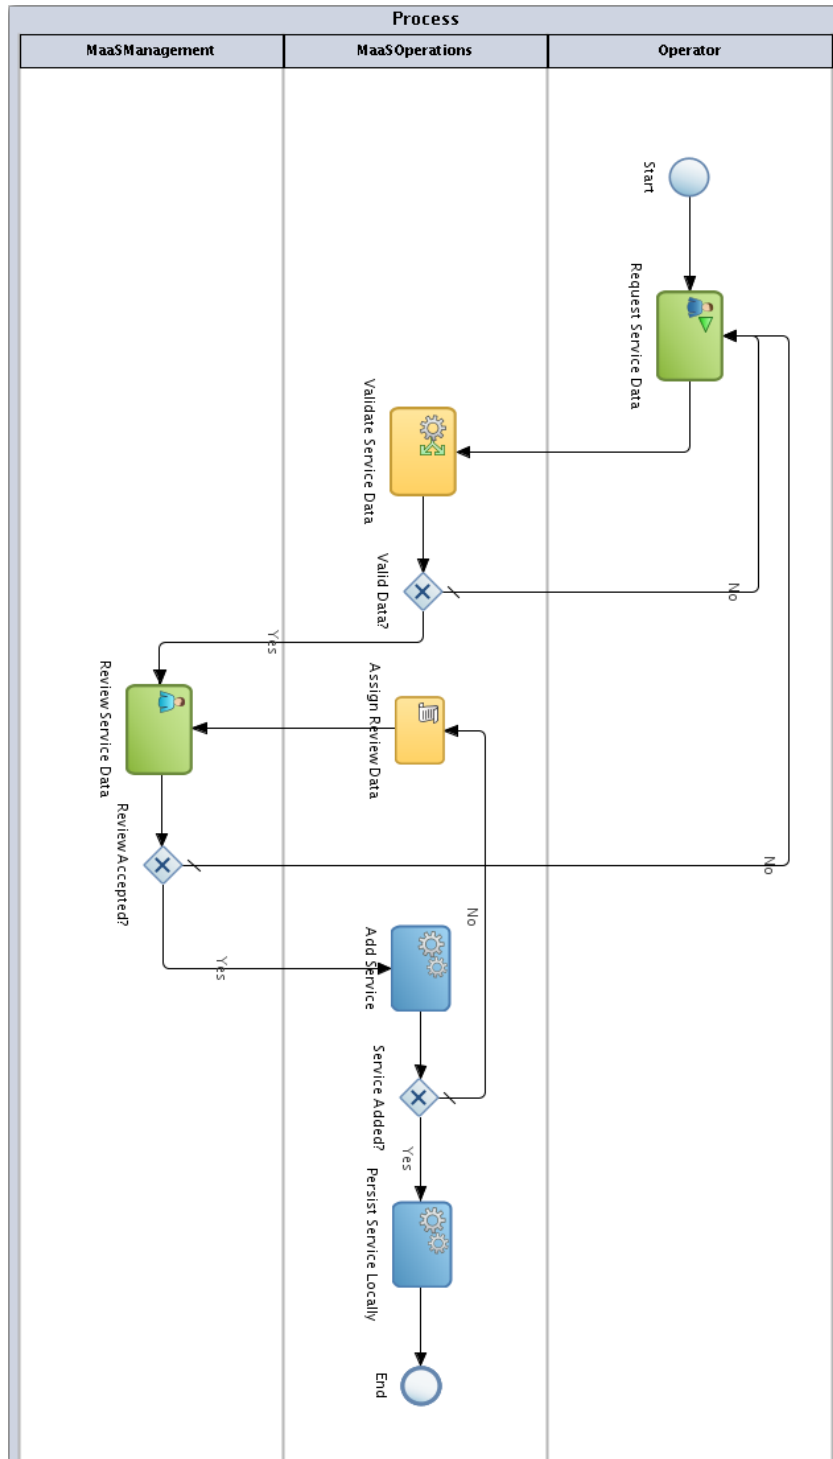 Process
MaaSManagement
MaaSOperations
Operator
Start
Request Service Data
Validate Service Data
Valid Data?
No
Yes
Review Service Data
Assign Review Data
Review Accepted?
No
No
Add Service
Yes
Service Added?
Yes
Persist Service Locally
End